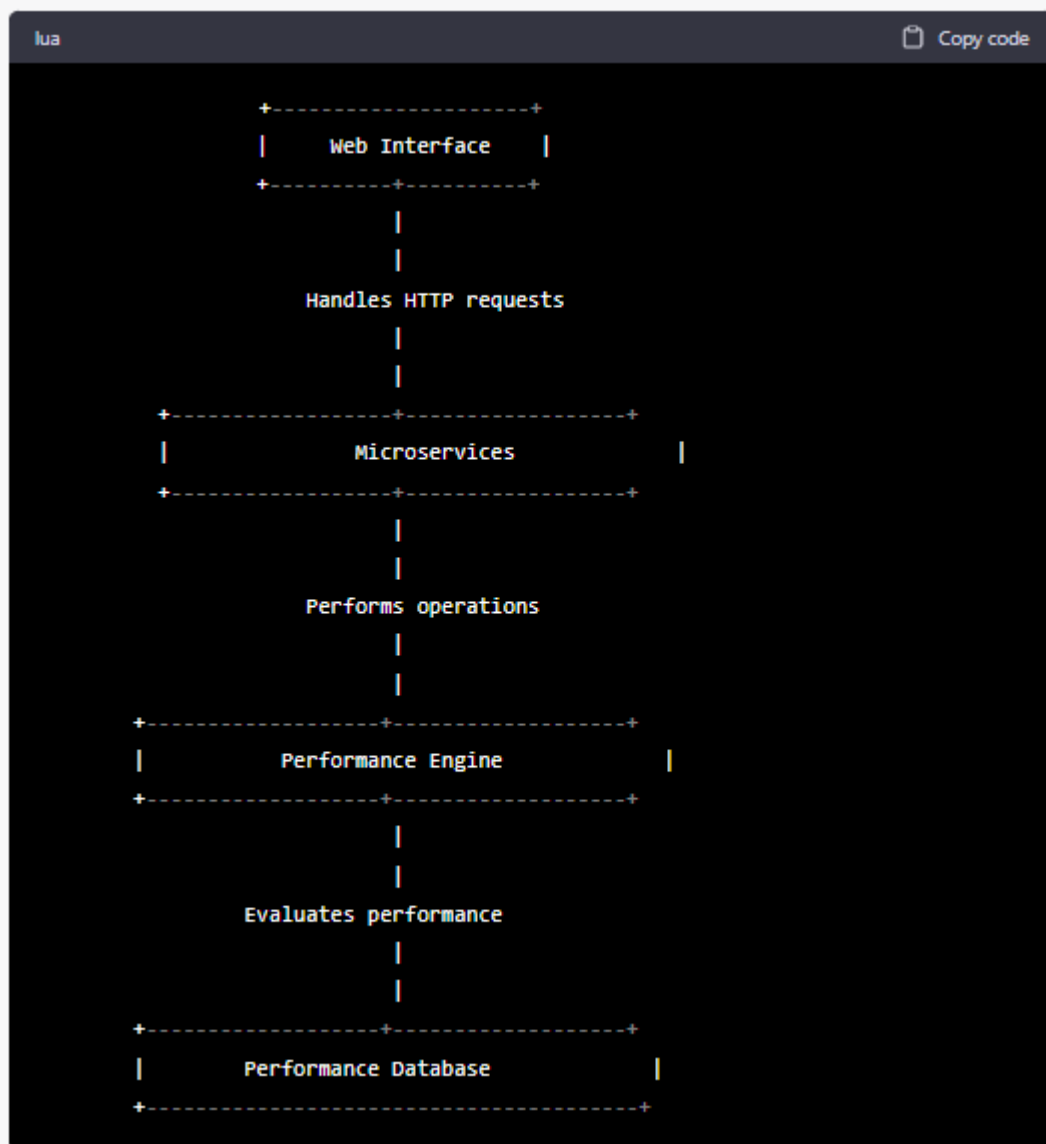 lua Copy code
+---------------------+
|     Web Interface    |
+----------+----------+
|
|
Handles HTTP requests
|
|
+------------------+------------------+
|               Microservices             |
+------------------+------------------+
|
|
Performs operations
|
|
+-------------------+-------------------+
|           Performance Engine             |
+-------------------+-------------------+
|
|
Evaluates performance
|
|
+-------------------+-------------------+
|        Performance Database             |
+----------------------------------------+